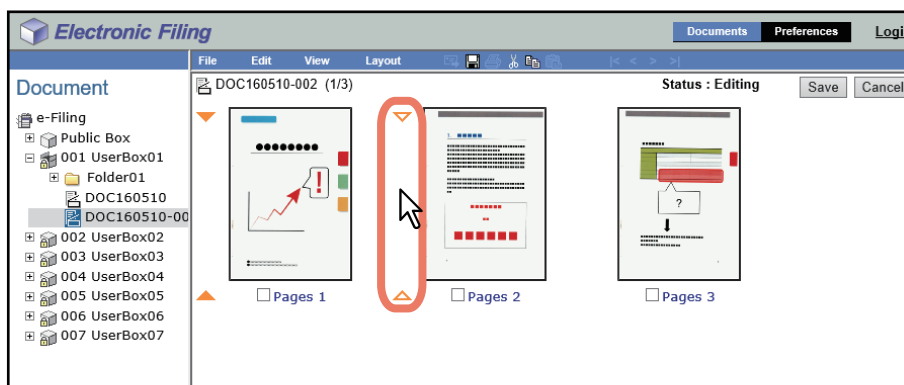 Electronic Filing
Documents
Preferences
Logi
File Edit View Layout
|< < > >|
Document
DOC160510-002 (1/3)
Status : Editing
Save
Cancel
e-Filing
Public Box
001 UserBox01
Folder01
DOC160510
DOC160510-00
002 UserBox02
003 UserBox03
004 UserBox04
005 UserBox05
006 UserBox06
007 UserBox07
!
1.
?
Pages 1
Pages 2
Pages 3